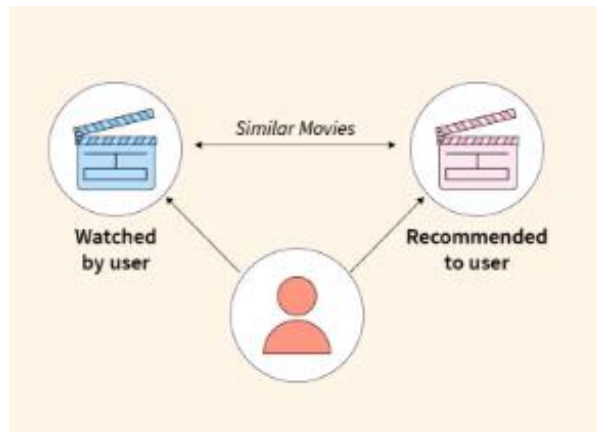 Similar Movies
Watched
by user
Recommended
to user